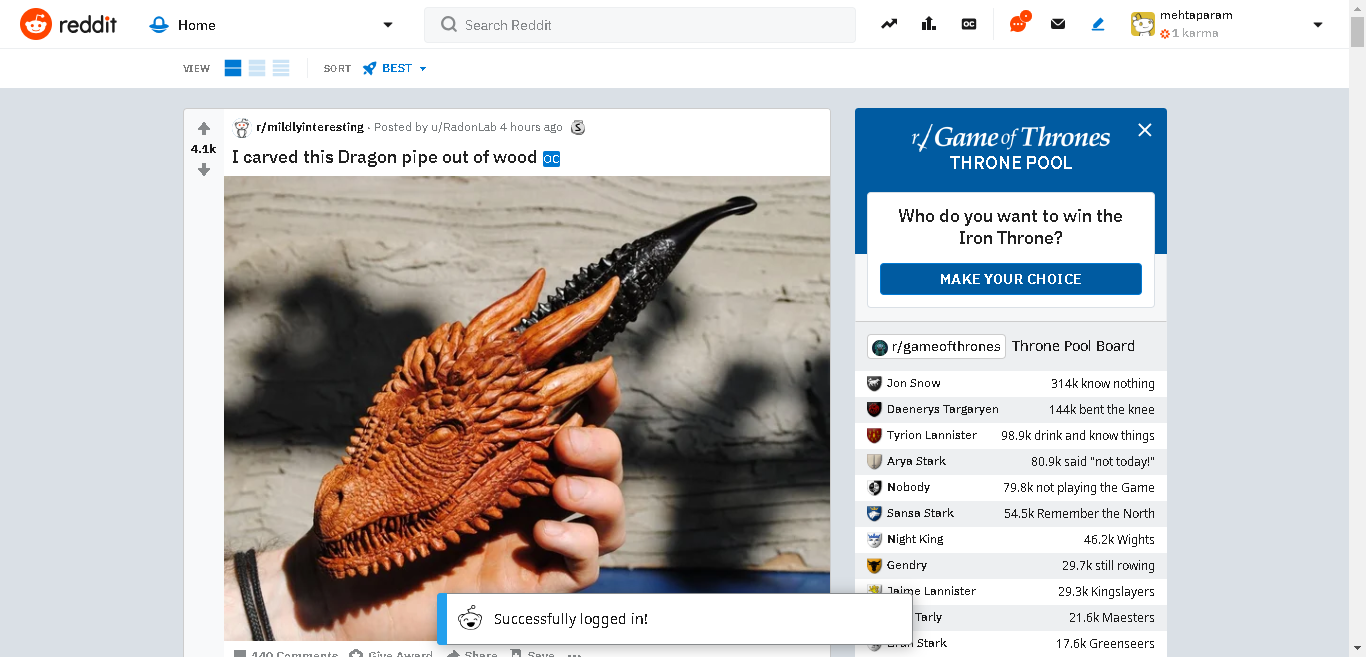 reddit
Home
Search Reddit
mehtaparam
1 karma
VIEW
SORT
BEST
r/mildlyinteresting · Posted by u/RadonLab 4 hours ago
4.1k
I carved this Dragon pipe out of wood OC
r/Game of Thrones
THRONE POOL
Who do you want to win the
Iron Throne?
MAKE YOUR CHOICE
r/gameofthrones Throne Pool Board
Jon Snow 314k know nothing
Daenerys Targaryen 144k bent the knee
Tyrion Lannister 98.9k drink and know things
Arya Stark 80.9k said "not today!"
Nobody 79.8k not playing the Game
Sansa Stark 54.5k Remember the North
Night King 46.2k Wights
Gendry 29.7k still rowing
Jaime Lannister 29.3k Kingslayers
Tarly 21.6k Maesters
Bran Stark 17.6k Greenseers
Successfully logged in!
440 Comments Give Award Share Save